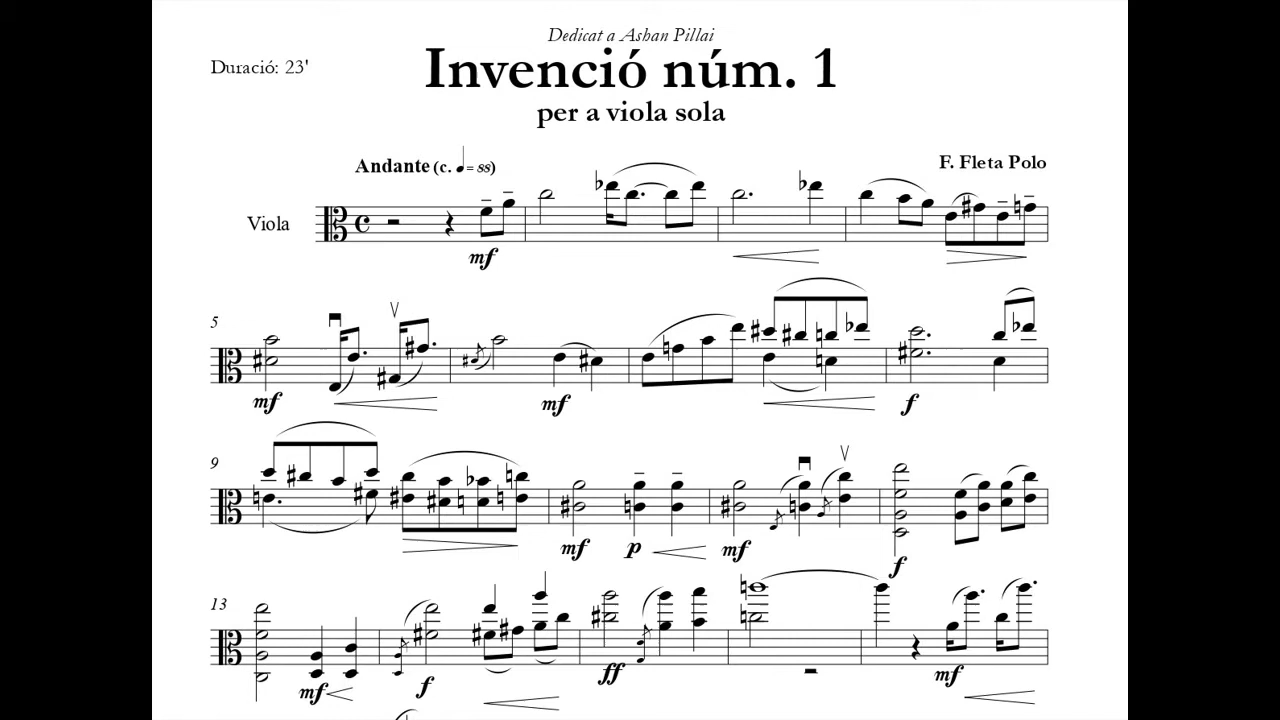 Dedicat a Ashan Pillai
Duració: 23'
Invenció núm. 1
per a viola sola
Andante (c. ♩= ss)
F. Fleta Polo
Viola
mf
5
mf
mf
f
9
mf
p
mf
f
13
mf
f
ff
mf